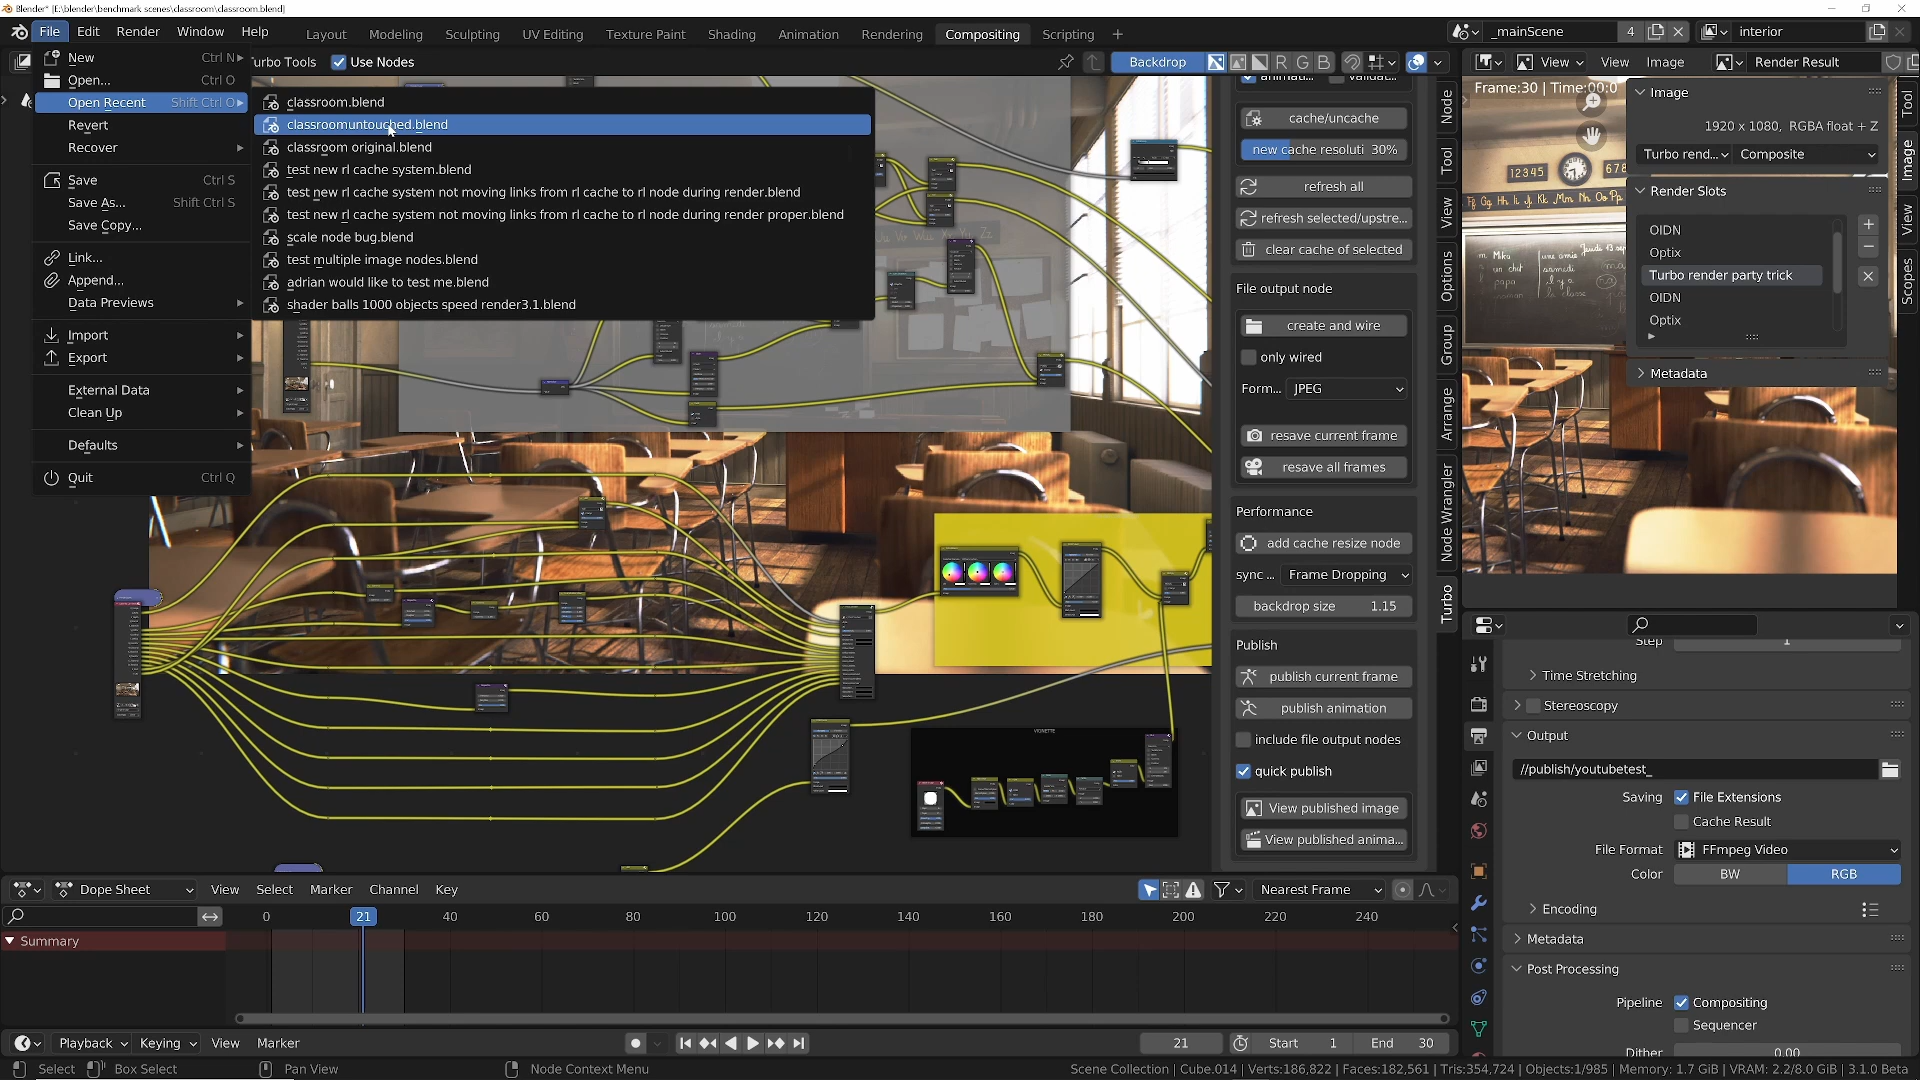 Blender* [E:\blender\benchmark scenes\classroom\classroom.blend]
File Edit Render Window Help
Layout Modeling Sculpting UV Editing Texture Paint Shading Animation Rendering Compositing Scripting +
_mainScene 4
interior
urbo Tools Use Nodes
Backdrop R G B
View View Image Render Result
New Ctrl N
Open... Ctrl O
Open Recent Shift Ctrl O
Revert
Recover
Save Ctrl S
Save As... Shift Ctrl S
Save Copy...
Link...
Append...
Data Previews
Import
Export
External Data
Clean Up
Defaults
Quit Ctrl Q
classroom.blend
classroomuntouched.blend
classroom original.blend
test new rl cache system.blend
test new rl cache system not moving links from rl cache to rl node during render.blend
test new rl cache system not moving links from rl cache to rl node during render proper.blend
scale node bug.blend
test multiple image nodes.blend
adrian would like to test me.blend
shader balls 1000 objects speed render3.1.blend
VIGNETTE
cache/uncache
new cache resoluti 30%
refresh all
refresh selected/upstre...
clear cache of selected
File output node
create and wire
only wired
Form... JPEG
resave current frame
resave all frames
Performance
add cache resize node
sync ... Frame Dropping
backdrop size 1.15
Publish
publish current frame
publish animation
include file output nodes
quick publish
View published image
View published anima...
Node
Tool
View
Options
Group
Arrange
Node Wrangler
Turbo
Frame:30 | Time:00:0
12345
Image
1920 x 1080, RGBA float + Z
Turbo rend... Composite
Render Slots
OIDN
Optix
Turbo render party trick
OIDN
Optix
Metadata
Tool
Image
View
Scopes
Step 1
Time Stretching
Stereoscopy
Output
//publish/youtubetest_
Saving File Extensions
Cache Result
File Format FFmpeg Video
Color BW RGB
Encoding
Metadata
Post Processing
Pipeline Compositing
Sequencer
Dither 0.00
Dope Sheet View Select Marker Channel Key Nearest Frame
0 21 40 60 80 100 120 140 160 180 200 220 240
Summary
Playback Keying View Marker 21 Start 1 End 30
Select Box Select Pan View Node Context Menu
Scene Collection | Cube.014 | Verts:186,822 | Faces:182,561 | Tris:354,724 | Objects:1/985 | Memory: 1.7 GiB | VRAM: 2.2/8.0 GiB | 3.1.0 Beta